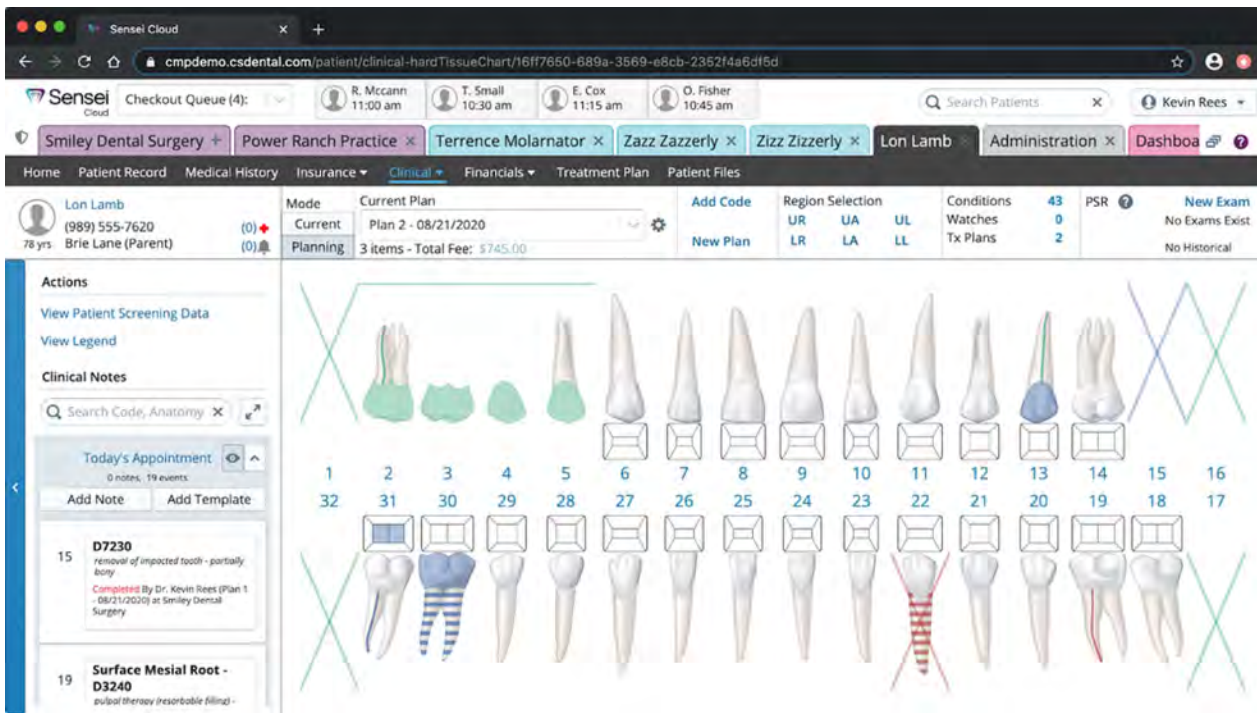 Sensei Cloud
cmpdemo.csdental.com/patient/clinical-hardTissueChart/16ff7650-689a-3569-e8cb-2352f4a6df5d
Sensei Cloud Checkout Queue (4): R. Mccann 11:00 am T. Small 10:30 am E. Cox 11:15 am O. Fisher 10:45 am Search Patients Kevin Rees
Smiley Dental Surgery Power Ranch Practice Terrence Molarnator Zazz Zazzerly Zizz Zizzerly Lon Lamb Administration Dashboa
Home Patient Record Medical History Insurance Clinical Financials Treatment Plan Patient Files
Lon Lamb
(989) 555-7620 (0)
78 yrs Brie Lane (Parent) (0)
Mode
Current
Planning
Current Plan
Plan 2 - 08/21/2020
3 items - Total Fee: $745.00
Add Code
New Plan
Region Selection
UR UA UL
LR LA LL
Conditions 43
Watches 0
Tx Plans 2
PSR New Exam
No Exams Exist
No Historical
Actions
View Patient Screening Data
View Legend
Clinical Notes
Search Code, Anatomy
Today's Appointment
0 notes, 19 events
Add Note Add Template
15 D7230
removal of impacted tooth - partially
bony
Completed By Dr. Kevin Rees (Plan 1
- 08/21/2020) at Smiley Dental
Surgery
19 Surface Mesial Root -
D3240
pulpal therapy (resorbable filling) -
1 2 3 4 5 6 7 8 9 10 11 12 13 14 15 16
32 31 30 29 28 27 26 25 24 23 22 21 20 19 18 17